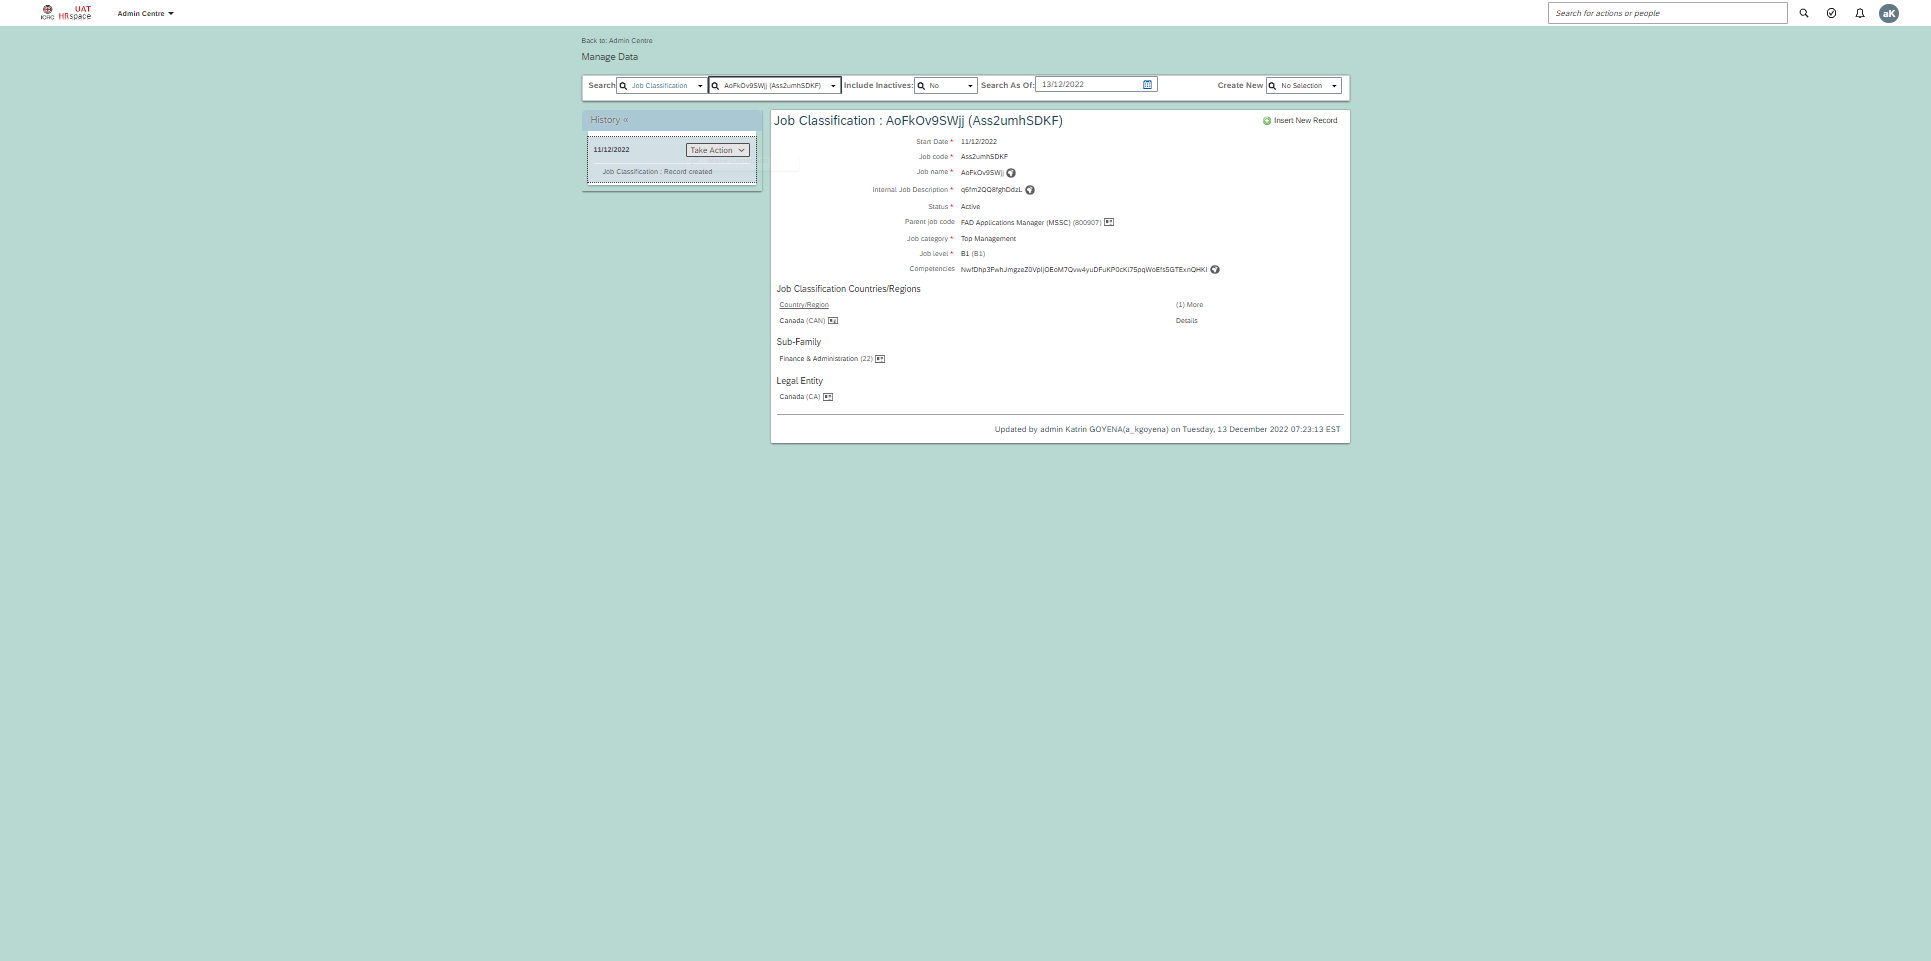 ICRC
UAT
HRspace
Admin Centre
Search for actions or people
aK
Back to: Admin Centre
Manage Data
Search
Job Classification
AoFkOv9SWjj (Ass2umhSDKF)
Include Inactives:
No
Search As Of:
13/12/2022
Create New
No Selection
History «
11/12/2022
Take Action
Job Classification : Record created
Job Classification : AoFkOv9SWjj (Ass2umhSDKF)
Insert New Record
Start Date * 11/12/2022
Job code * Ass2umhSDKF
Job name * AoFkOv9SWjj
Internal Job Description * q6fm2QQ8fghDdzL
Status * Active
Parent job code FAD Applications Manager (MSSC) (800907)
Job category * Top Management
Job level * B1 (B1)
Competencies
Job Classification Countries/Regions
Country/Region
(1) More
Canada (CAN)
Details
Sub-Family
Finance & Administration (22)
Legal Entity
Canada (CA)
Updated by admin Katrin GOYENA(a_kgoyena) on Tuesday, 13 December 2022 07:23:13 EST